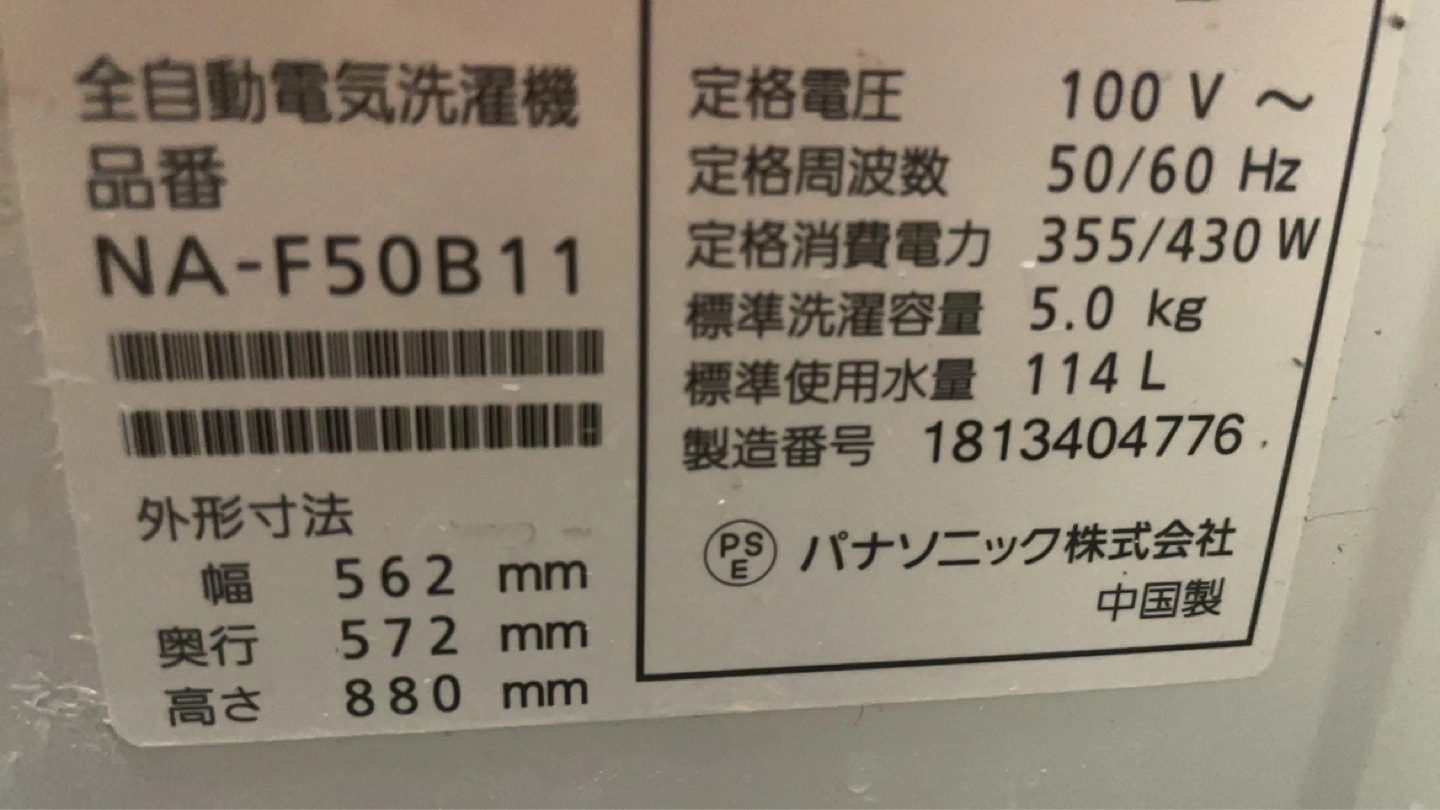 全自動電気洗濯機
品番
NA-F50B11
外形寸法
幅 562 mm
奥行 572 mm
高さ 880 mm
定格電圧 100 V ～
定格周波数 50/60 Hz
定格消費電力 355/430 W
標準洗濯容量 5.0 kg
標準使用水量 114 L
製造番号 1813404776
PSE パナソニック株式会社
中国製